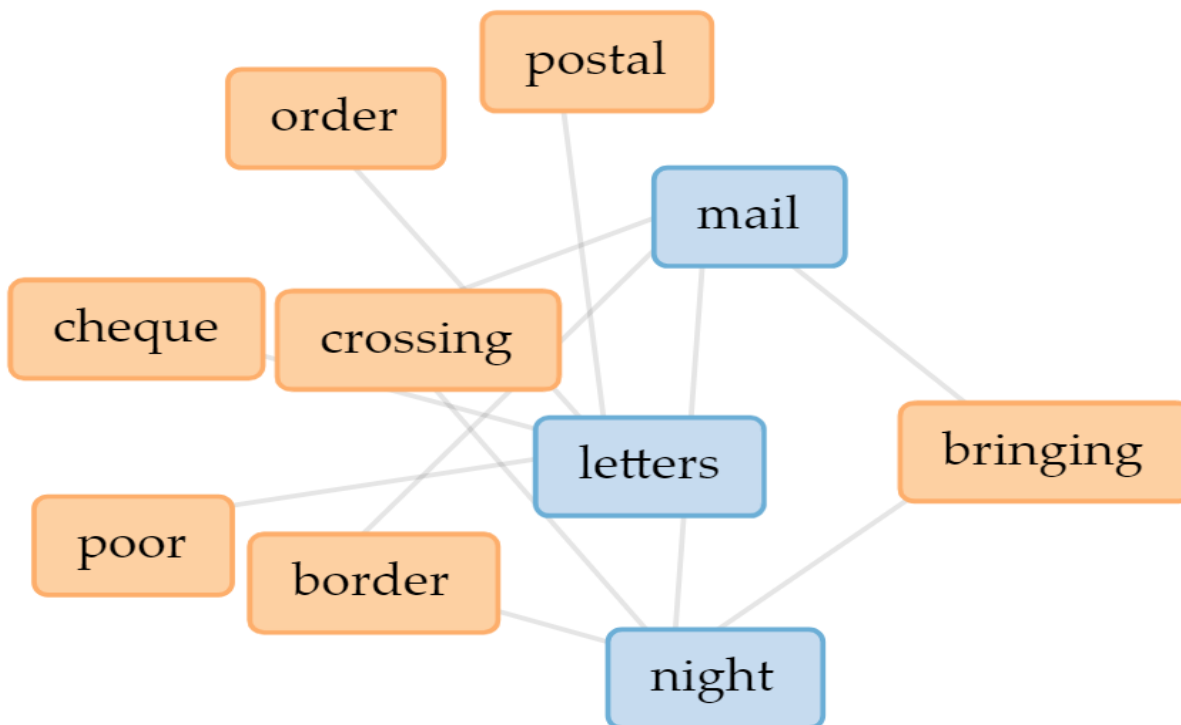 postal
order
mail
cheque
crossing
bringing
letters
poor
border
night